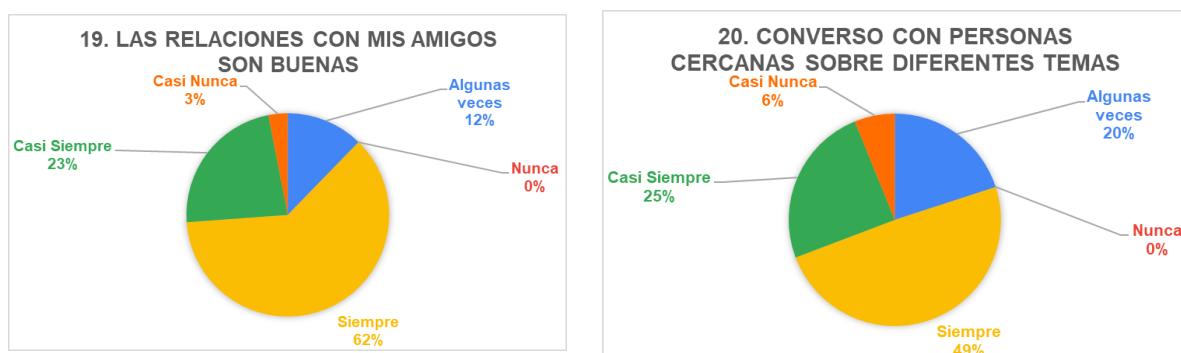 19. LAS RELACIONES CON MIS AMIGOS
SON BUENAS
Casi Nunca
3%
Algunas
veces
12%
Casi Siempre
23%
Nunca
0%
Siempre
62%
20. CONVERSO CON PERSONAS
CERCANAS SOBRE DIFERENTES TEMAS
Casi Nunca
6%
Algunas
veces
20%
Casi Siempre
25%
Nunca
0%
Siempre
49%